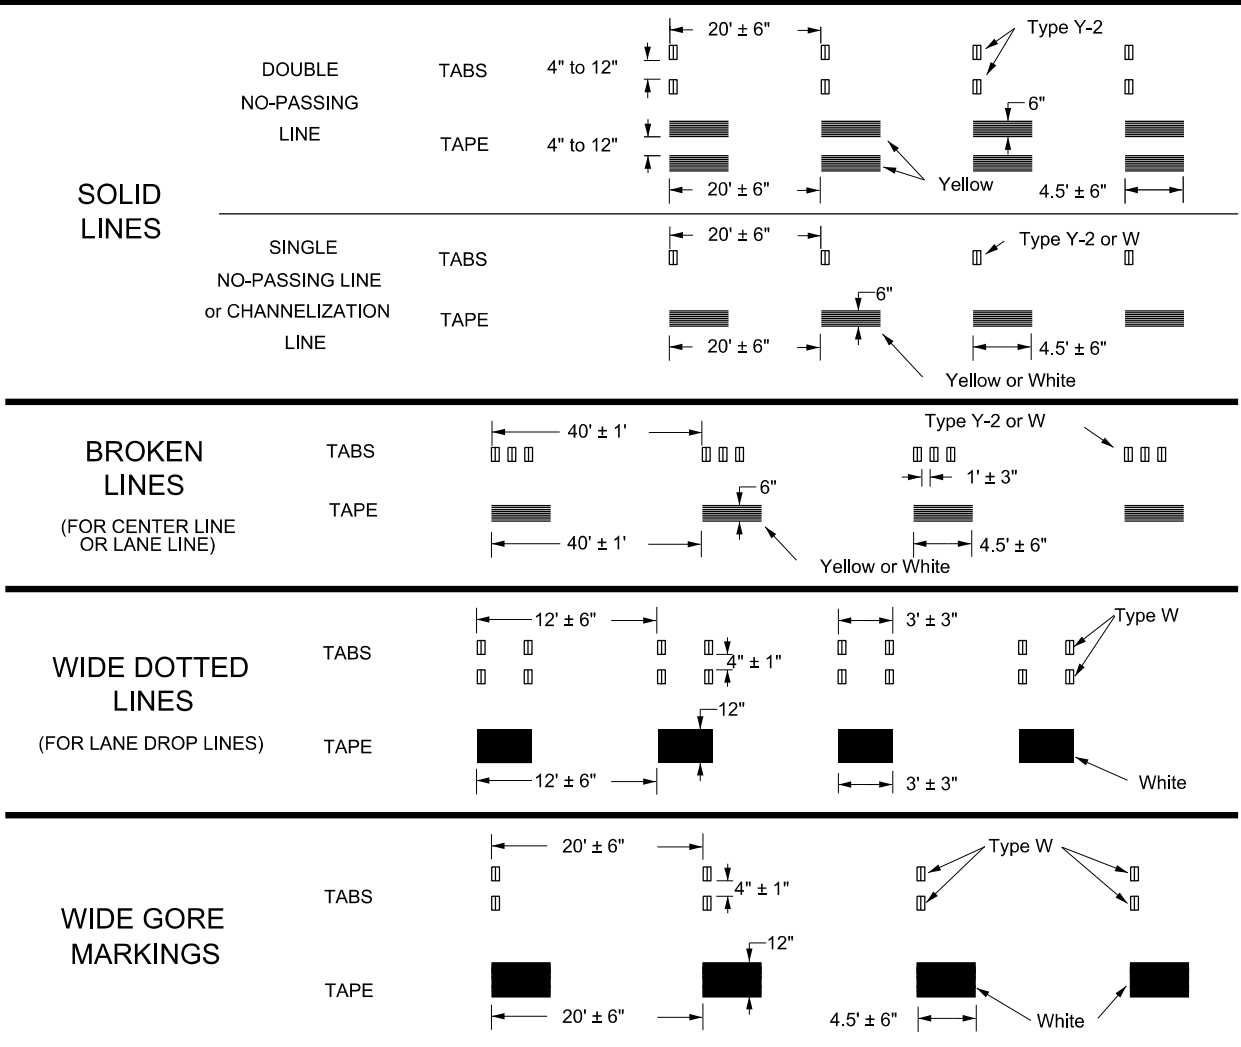 SOLID
LINES
DOUBLE
NO-PASSING
LINE
TABS
4" to 12"
20' ± 6"
Type Y-2
TAPE
4" to 12"
6"
Yellow
20' ± 6"
4.5' ± 6"
SINGLE
NO-PASSING LINE
or CHANNELIZATION
LINE
TABS
20' ± 6"
Type Y-2 or W
TAPE
6"
20' ± 6"
4.5' ± 6"
Yellow or White
BROKEN
LINES
(FOR CENTER LINE
OR LANE LINE)
TABS
40' ± 1'
Type Y-2 or W
1' ± 3"
TAPE
6"
40' ± 1'
4.5' ± 6"
Yellow or White
WIDE DOTTED
LINES
(FOR LANE DROP LINES)
TABS
12' ± 6"
3' ± 3"
Type W
4" ± 1"
TAPE
12"
12' ± 6"
3' ± 3"
White
WIDE GORE
MARKINGS
TABS
20' ± 6"
Type W
4" ± 1"
TAPE
12"
20' ± 6"
4.5' ± 6"
White